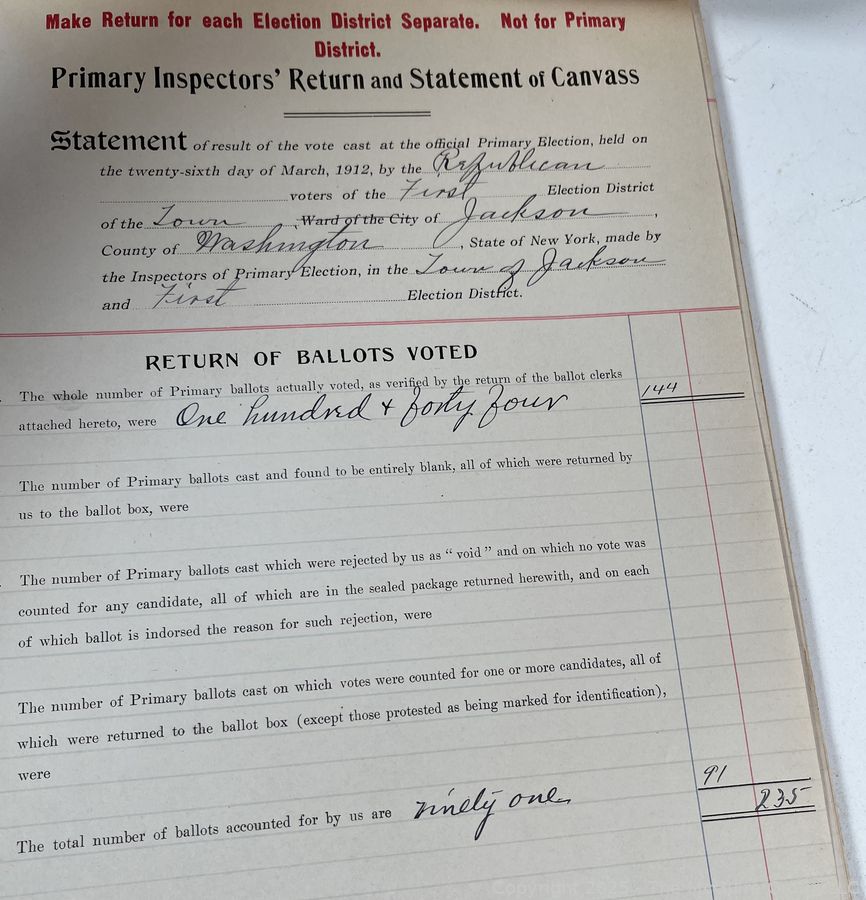 Make Return for each Election District Separate. Not for Primary
District.
Primary Inspectors' Return and Statement of Canvass
Statement of result of the vote cast at the official Primary Election, held on
the twenty-sixth day of March, 1912, by the Republican
voters of the First Election District
of the Town, Ward of the City of Jackson,
County of Washington, State of New York, made by
the Inspectors of Primary Election, in the Town of Jackson
and First Election District.
RETURN OF BALLOTS VOTED
The whole number of Primary ballots actually voted, as verified by the return of the ballot clerks
attached hereto, were One hundred & forty four 144
The number of Primary ballots cast and found to be entirely blank, all of which were returned by
us to the ballot box, were
The number of Primary ballots cast which were rejected by us as "void" and on which no vote was
counted for any candidate, all of which are in the sealed package returned herewith, and on each
of which ballot is indorsed the reason for such rejection, were
The number of Primary ballots cast on which votes were counted for one or more candidates, all of
which were returned to the ballot box (except those protested as being marked for identification),
were 91
The total number of ballots accounted for by us are ninety one 235